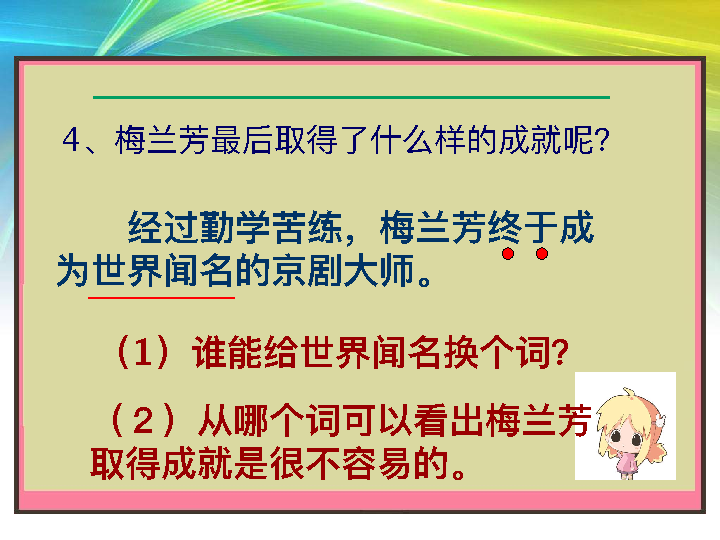 4、梅兰芳最后取得了什么样的成就呢?
经过勤学苦练，梅兰芳终于成
为世界闻名的京剧大师。
（1）谁能给世界闻名换个词?
（2）从哪个词可以看出梅兰芳
取得成就是很不容易的。